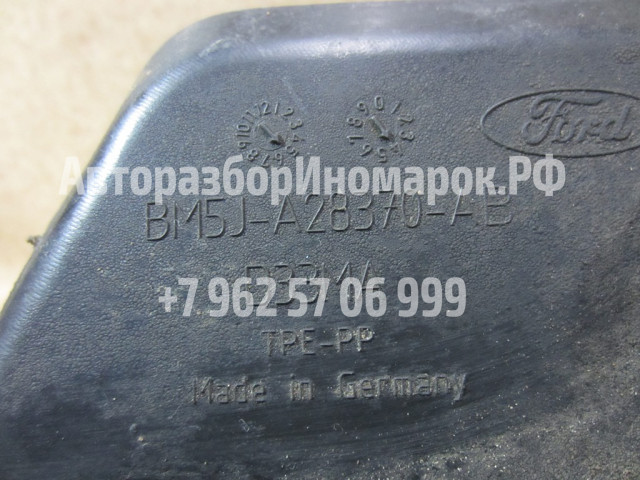 Ford
АвторазборИномарок.РФ
BM5J-A28370-AB
+7 962 57 06 999
TPE-PP
Made in Germany